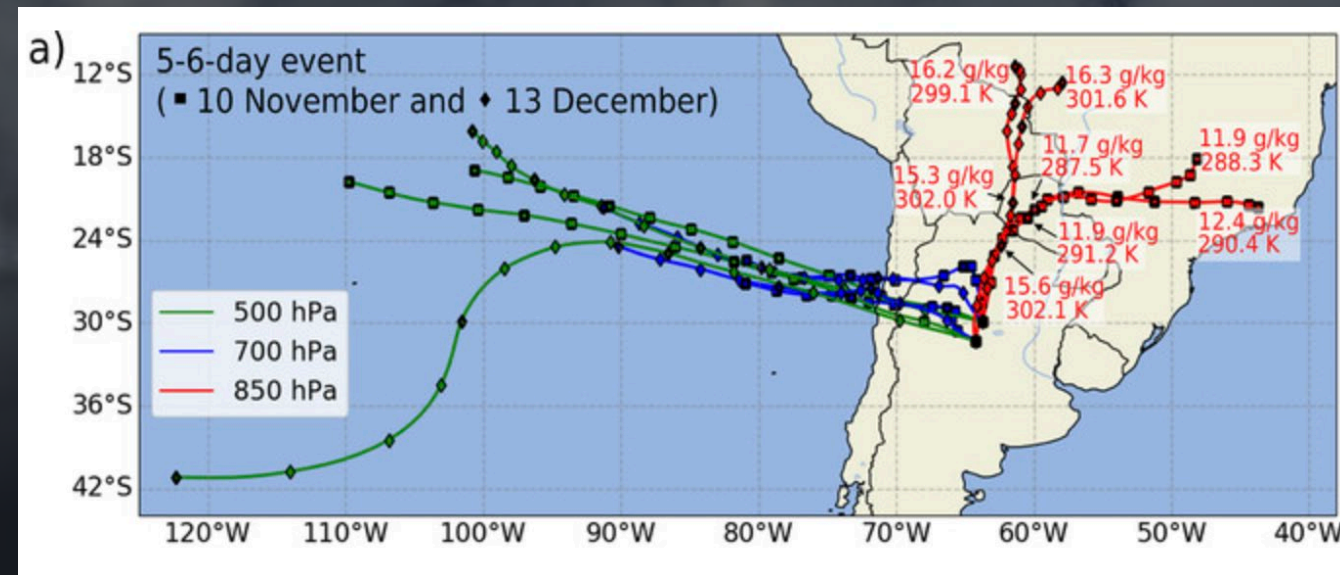 a)
5-6-day event
( ■ 10 November and ♦ 13 December)
12°S
18°S
24°S
30°S
36°S
42°S
16.2 g/kg
299.1 K
16.3 g/kg
301.6 K
11.7 g/kg
287.5 K
11.9 g/kg
288.3 K
15.3 g/kg
302.0 K
12.4 g/kg
290.4 K
11.9 g/kg
291.2 K
15.6 g/kg
302.1 K
500 hPa
700 hPa
850 hPa
120°W
110°W
100°W
90°W
80°W
70°W
60°W
50°W
40°W